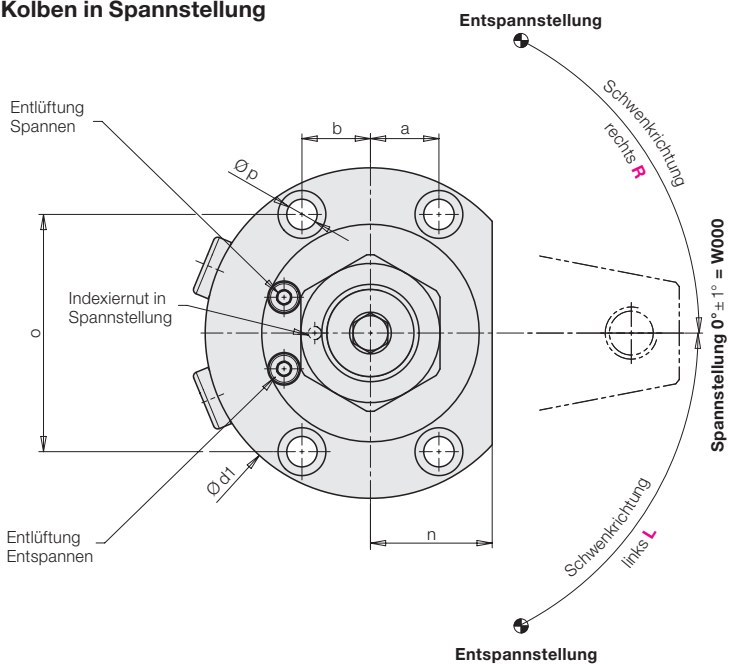 Kolben in Spannstellung
Entspannstellung
Entlüftung
Spannen
b
a
Ø p
Schwenkrichtung
rechts R
Indexiernut in
Spannstellung
o
Spannstellung 0° ± 1° = W000
Ø d1
n
Entlüftung
Entspannen
Schwenkrichtung
links L
Entspannstellung